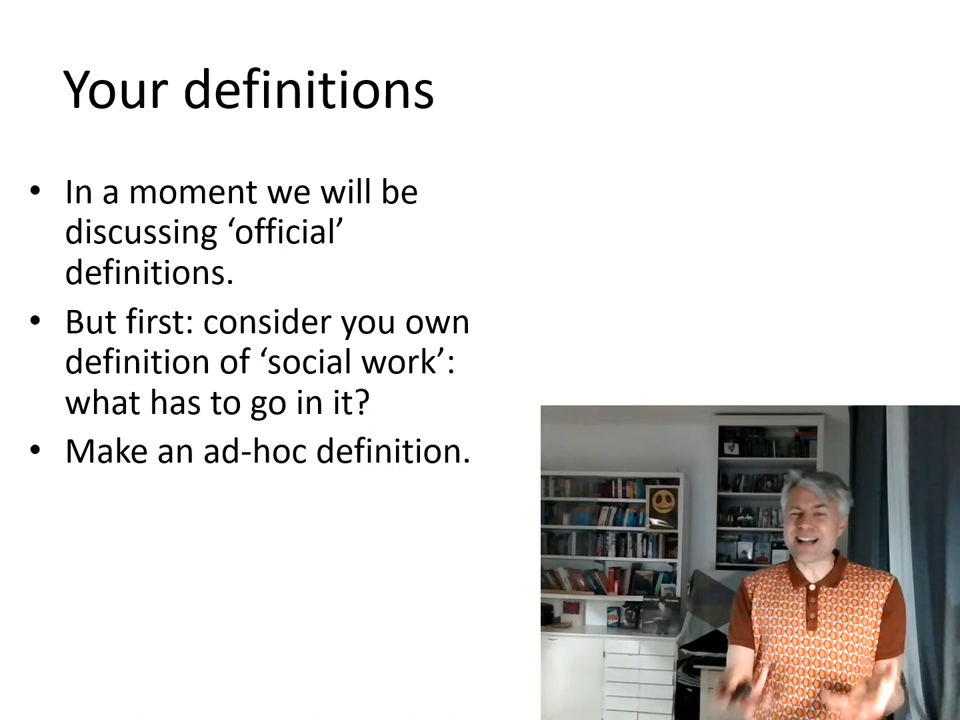 Your definitions
• In a moment we will be
discussing ‘official’
definitions.
• But first: consider you own
definition of ‘social work’:
what has to go in it?
• Make an ad-hoc definition.